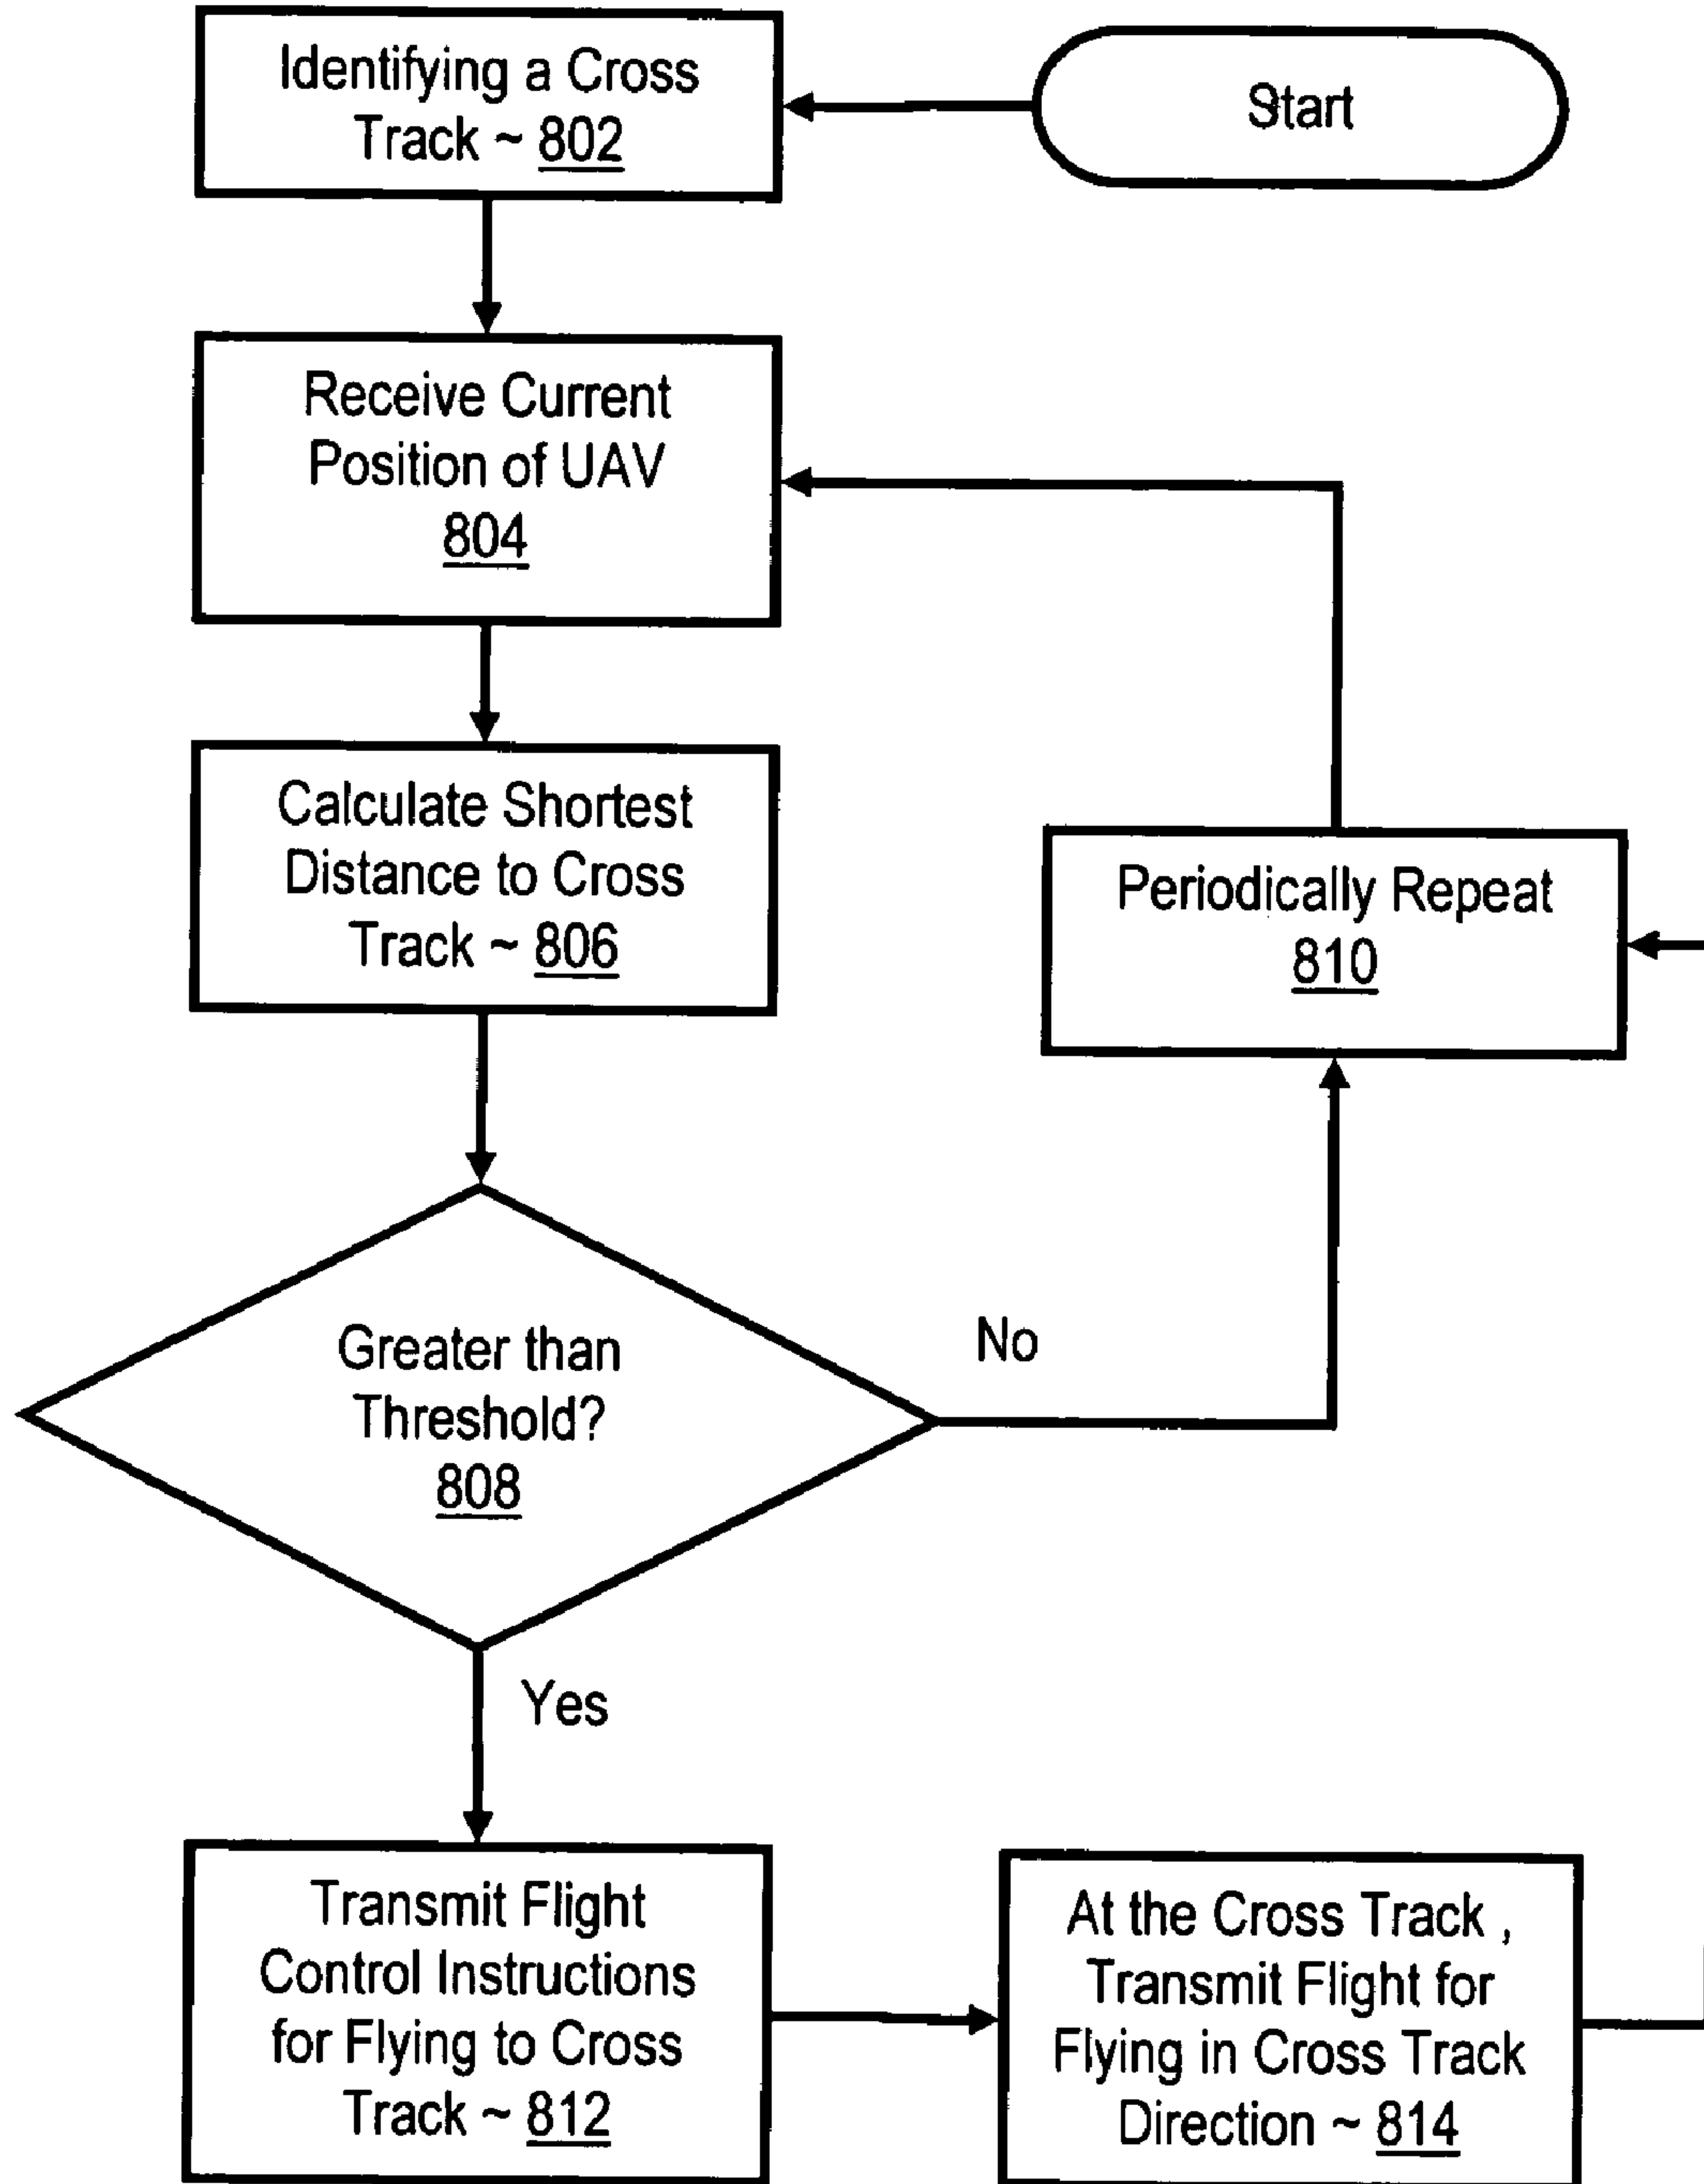 Start
Identifying a Cross
Track ~ 802
Receive Current
Position of UAV
804
Calculate Shortest
Distance to Cross
Track ~ 806
Periodically Repeat
810
Greater than
Threshold?
808
No
Yes
Transmit Flight
Control Instructions
for Flying to Cross
Track ~ 812
At the Cross Track ,
Transmit Flight for
Flying in Cross Track
Direction ~ 814